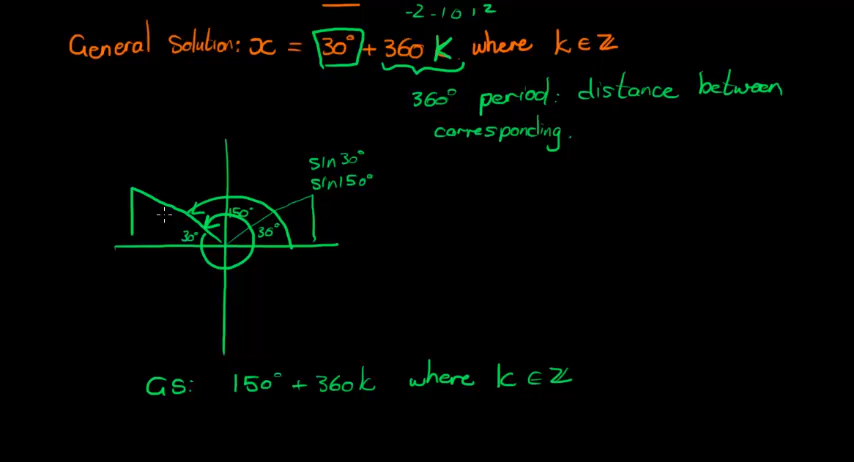 -2 -1 0 1 2
General Solution: x = 30° + 360 k. where k ∈ ℤ
360° period: distance between
corresponding.
sin 30°
sin 150°
150°
30° 30°
GS: 150° + 360k where k ∈ ℤ